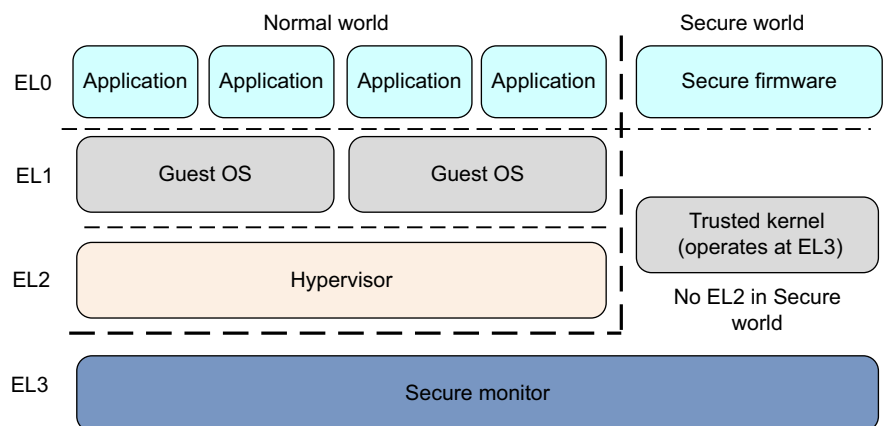 Normal world
Secure world
EL0
Application
Application
Application
Application
Secure firmware
EL1
Guest OS
Guest OS
Trusted kernel
(operates at EL3)
EL2
Hypervisor
No EL2 in Secure
world
EL3
Secure monitor